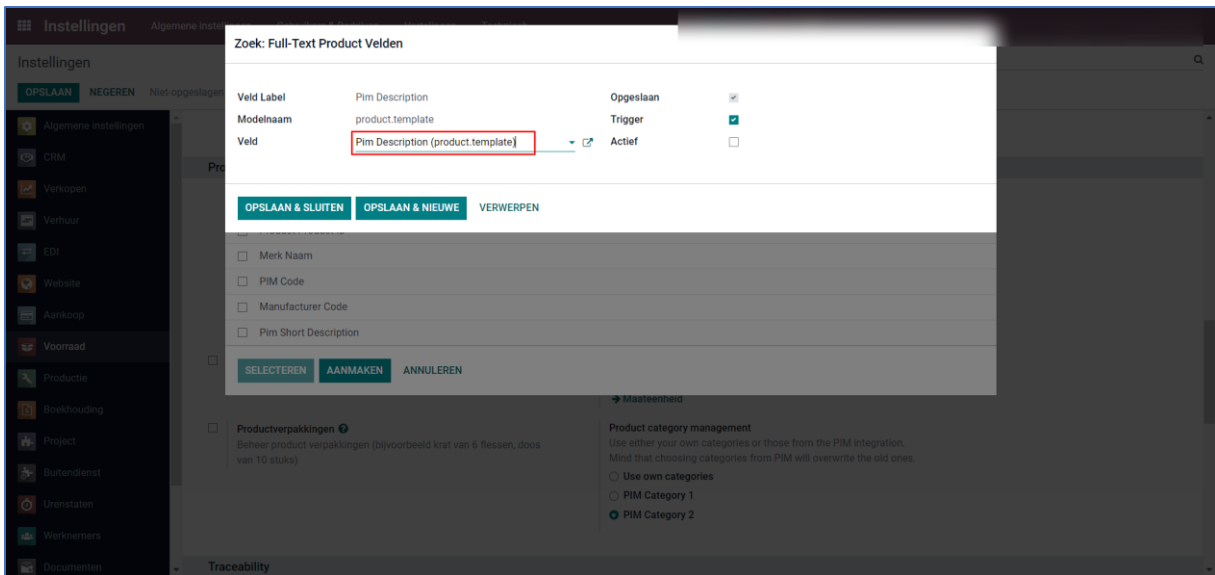 Instellingen
Algemene instel
Zoek: Full-Text Product Velden
Instellingen
OPSLAAN NEGEREN Niet-opgeslagen
Veld Label Pim Description Opgeslaan
Modelnaam product.template Trigger
Veld Pim Description (product.template) Actief
OPSLAAN & SLUITEN OPSLAAN & NIEUWE VERWERPEN
Algemene instellingen
CRM
Verkopen
Verhuur
EDI
Website
Aankoop
Voorraad
Productie
Boekhouding
Project
Buitendienst
Urenstaten
Werknemers
Documenten
Pro
Merk Naam
PIM Code
Manufacturer Code
Pim Short Description
SELECTEREN AANMAKEN ANNULEREN
Maateenheid
Productverpakkingen
Beheer product verpakkingen (bijvoorbeeld krat van 6 flessen, doos
van 10 stuks)
Product category management
Use either your own categories or those from the PIM integration.
Mind that choosing categories from PIM will overwrite the old ones.
Use own categories
PIM Category 1
PIM Category 2
Traceability